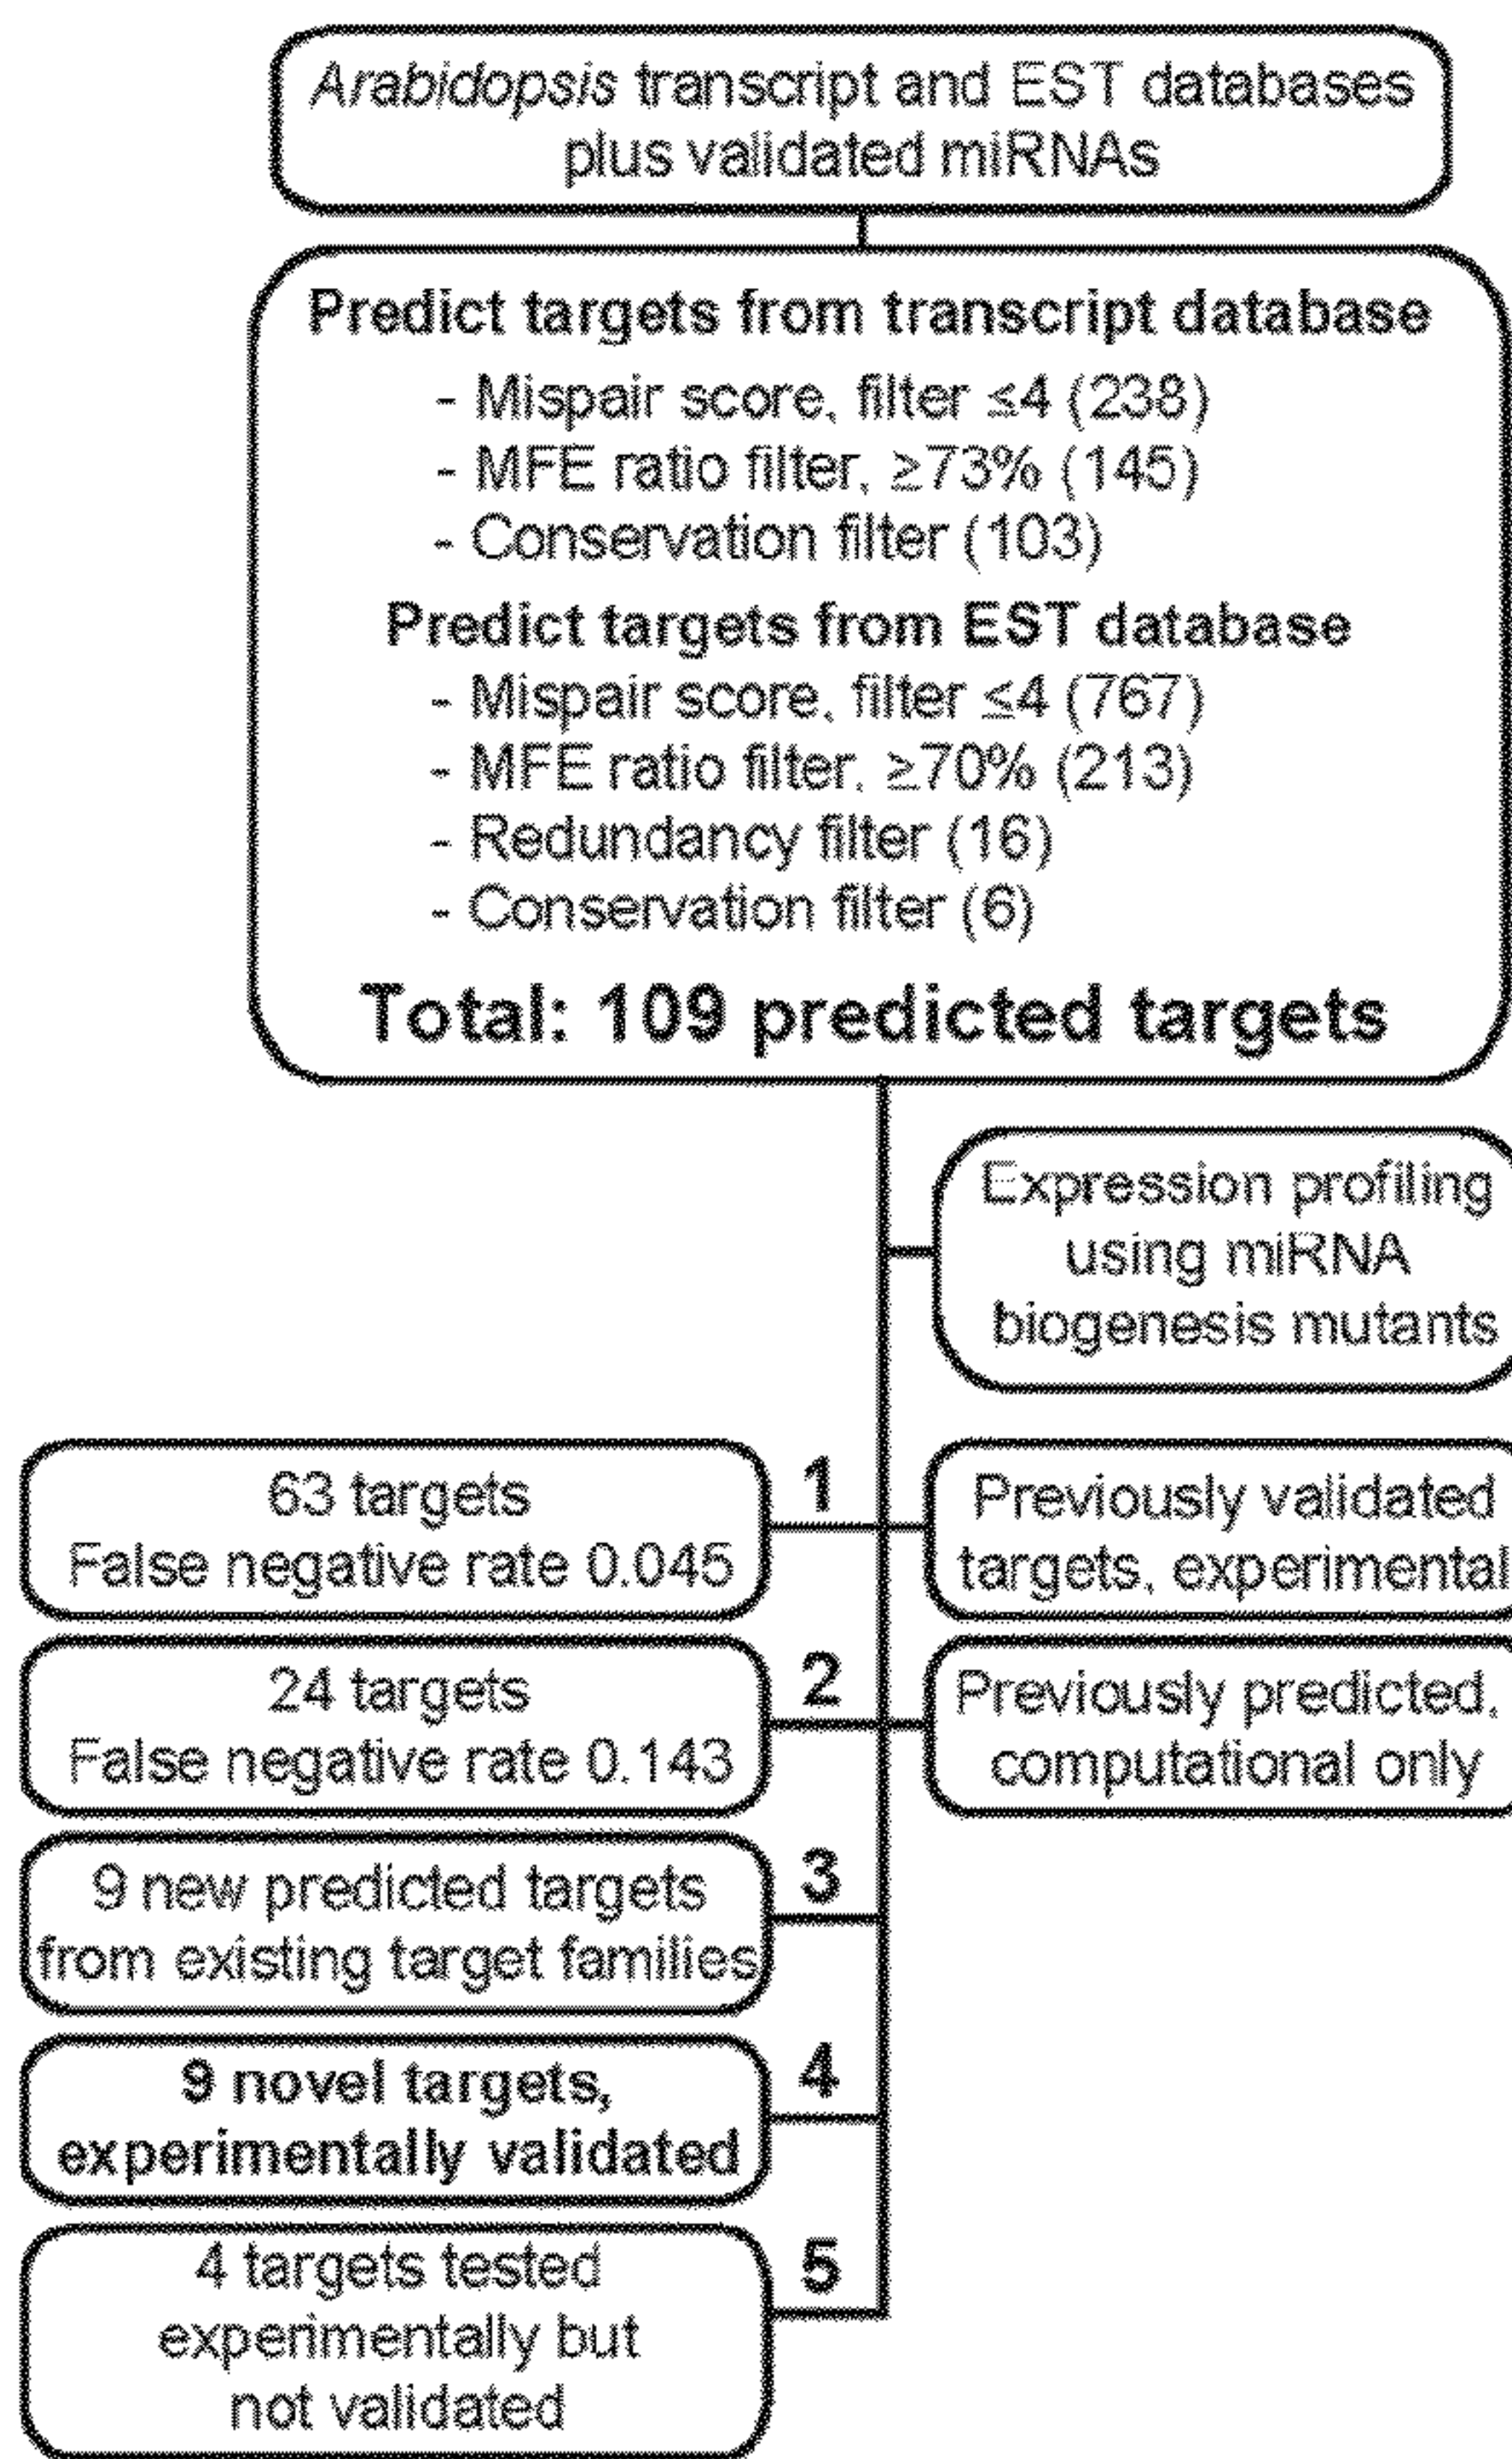 Arabidopsis transcript and EST databases
plus validated miRNAs
Predict targets from transcript database
- Mispair score, filter ≤4 (238)
- MFE ratio filter, ≥73% (145)
- Conservation filter (103)
Predict targets from EST database
- Mispair score, filter ≤4 (767)
- MFE ratio filter, ≥70% (213)
- Redundancy filter (16)
- Conservation filter (6)
Total: 109 predicted targets
Expression profiling
using miRNA
biogenesis mutants
63 targets
False negative rate 0.045
1
Previously validated
targets, experimental
24 targets
False negative rate 0.143
2
Previously predicted,
computational only
9 new predicted targets
from existing target families
3
9 novel targets,
experimentally validated
4
4 targets tested
experimentally but
not validated
5